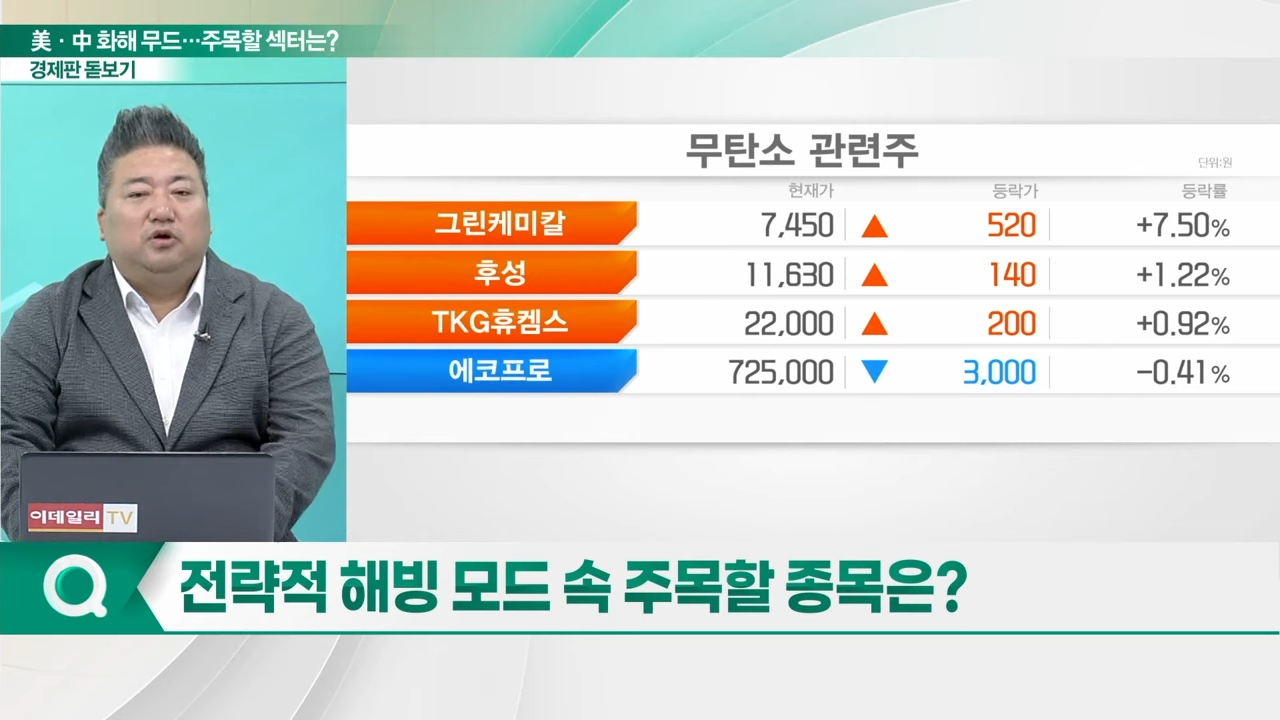 美·中 화해 무드…주목할 섹터는?
경제판 돋보기
무탄소 관련주
단위:원
현재가 등락가 등락률
그린케미칼 7,450 ▲ 520 +7.50%
후성 11,630 ▲ 140 +1.22%
TKG휴켐스 22,000 ▲ 200 +0.92%
에코프로 725,000 ▼ 3,000 -0.41%
이데일리 TV
Q 전략적 해빙 모드 속 주목할 종목은?